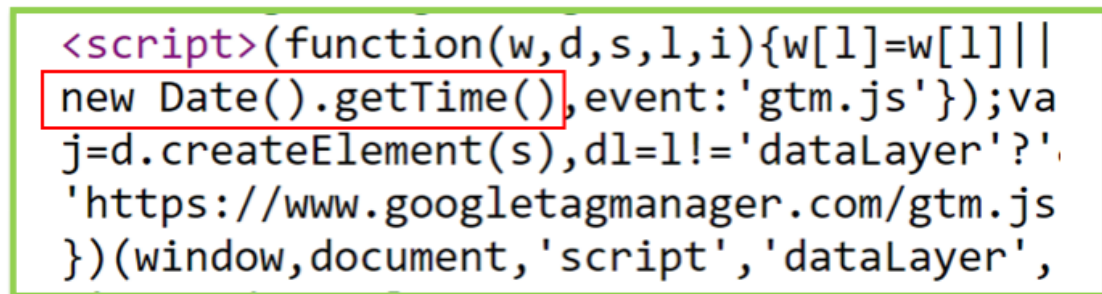 <script>(function(w,d,s,l,i){w[l]=w[l]||
new Date().getTime(),event:'gtm.js'});va
j=d.createElement(s),dl=l!='dataLayer'?'
'https://www.googletagmanager.com/gtm.js
})(window,document,'script','dataLayer',